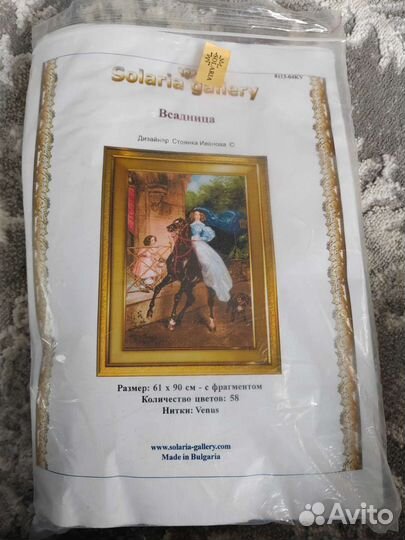 SOLARIA
Solaria gallery
Всадница
Дизайнер Стоянка Иванова ©
Размер: 61 x 90 см - с фрагментом
Количество цветов: 58
Нитки: Venus
www.solaria-gallery.com
Made in Bulgaria
Avito